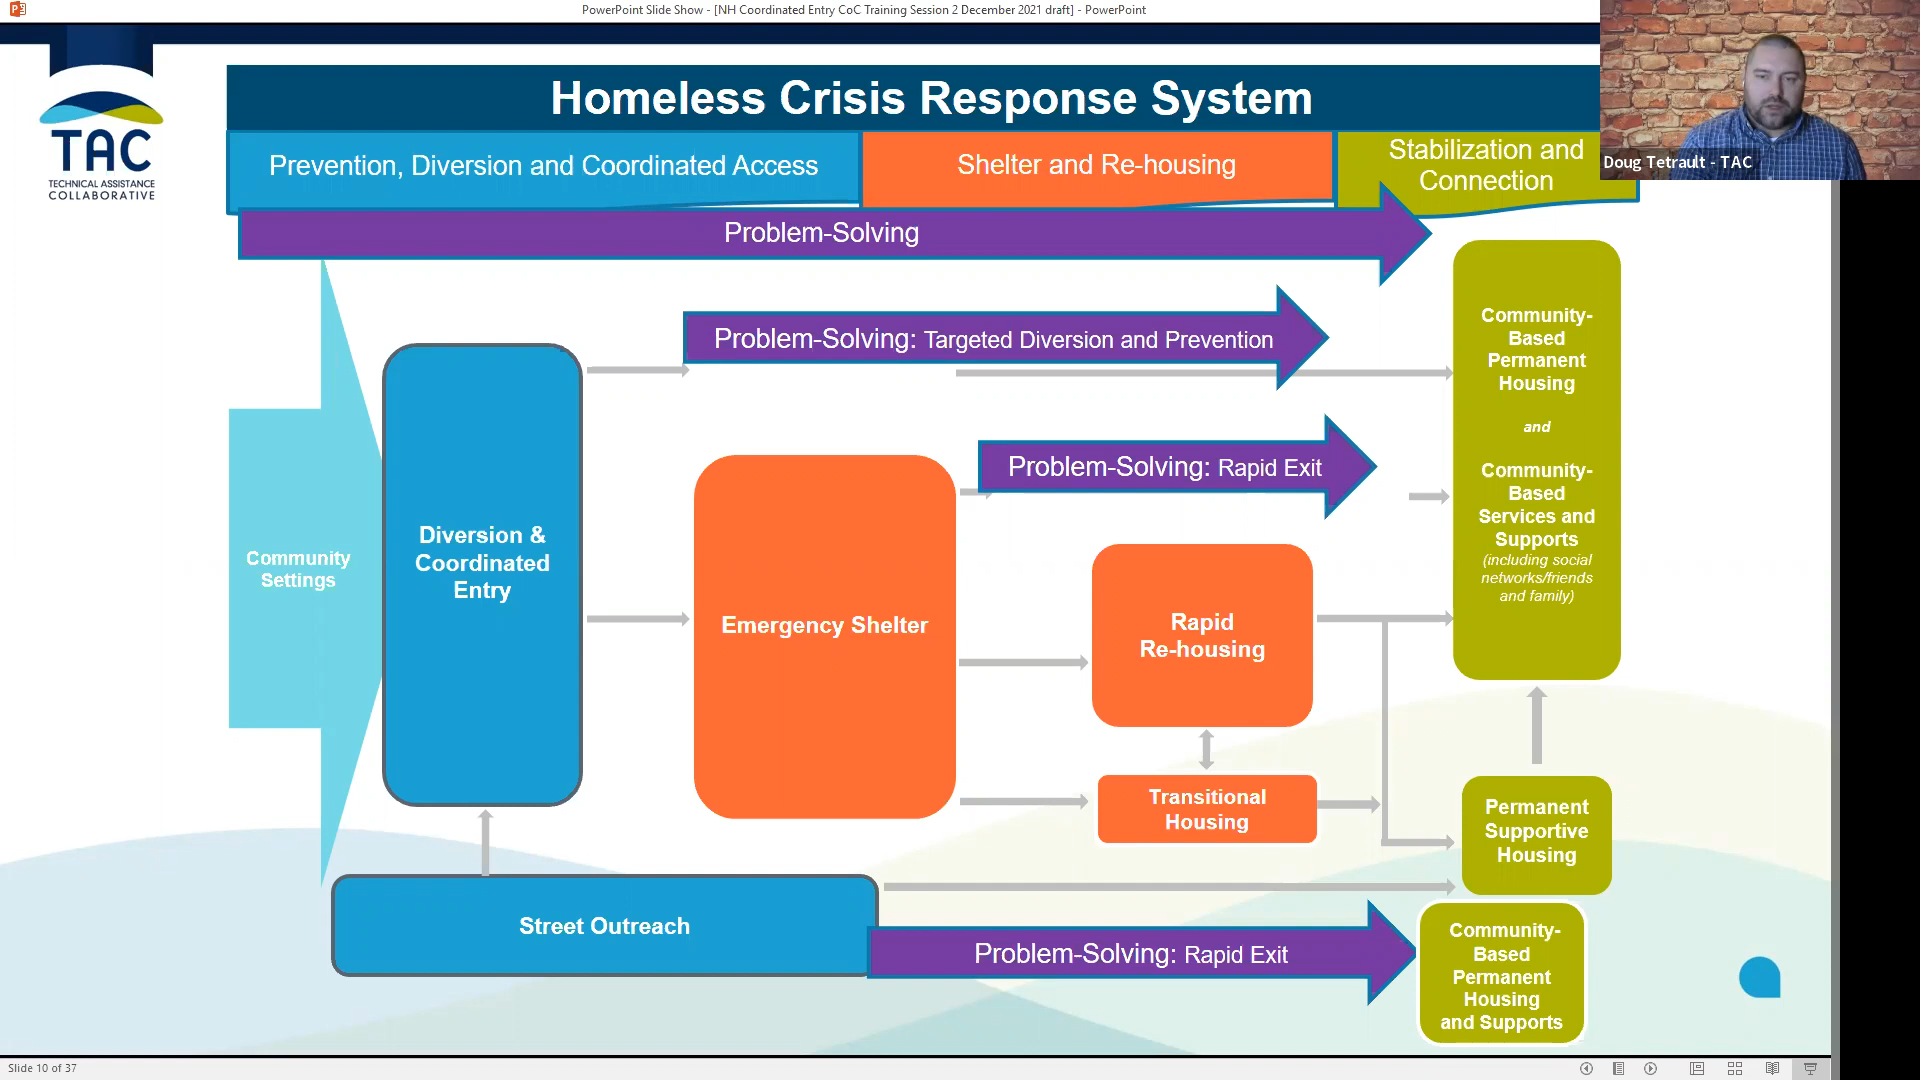 PowerPoint Slide Show - [NH Coordinated Entry CoC Training Session 2 December 2021 draft] - PowerPoint
TAC
TECHNICAL ASSISTANCE
COLLABORATIVE
Homeless Crisis Response System
Prevention, Diversion and Coordinated Access
Shelter and Re-housing
Stabilization and
Connection
Doug Tetrault - TAC
Problem-Solving
Problem-Solving: Targeted Diversion and Prevention
Problem-Solving: Rapid Exit
Community
Settings
Diversion &
Coordinated
Entry
Emergency Shelter
Rapid
Re-housing
Transitional
Housing
Community-
Based
Permanent
Housing
and
Community-
Based
Services and
Supports
(including social
networks/friends
and family)
Permanent
Supportive
Housing
Street Outreach
Problem-Solving: Rapid Exit
Community-
Based
Permanent
Housing
and Supports
Slide 10 of 37